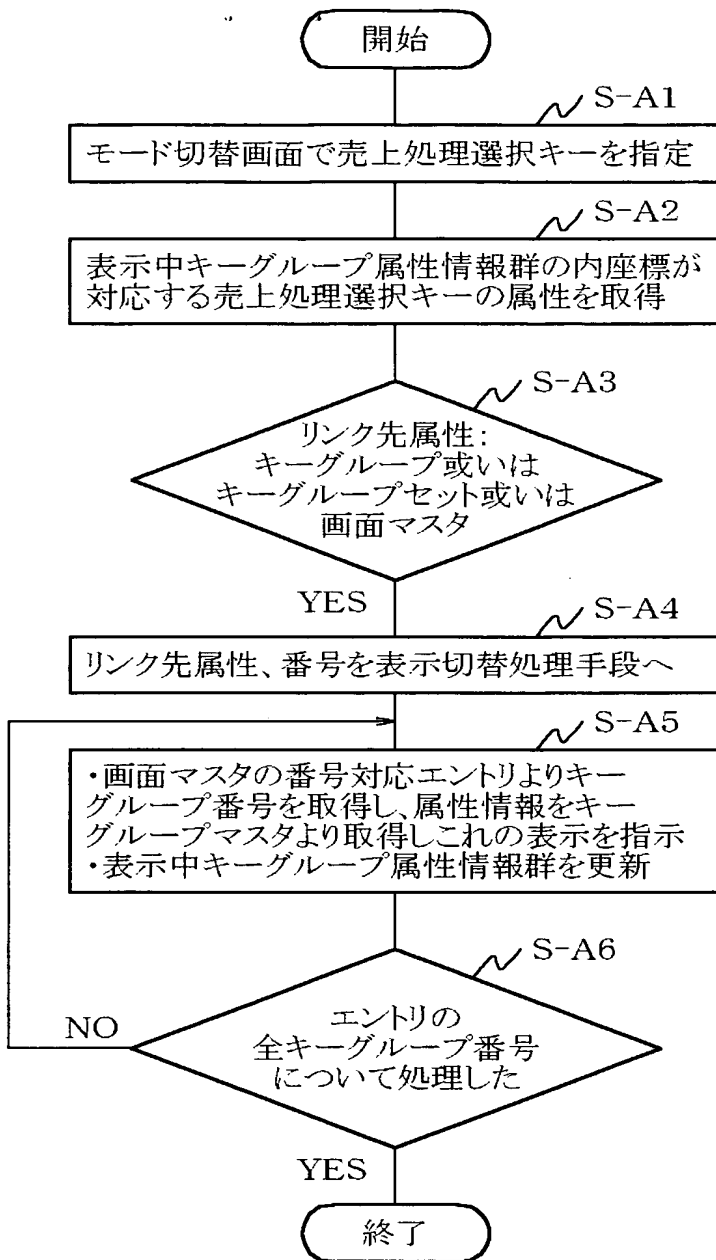 開始
S-A1
モード切替画面で売上処理選択キーを指定
S-A2
表示中キーグループ属性情報群の内座標が
対応する売上処理選択キーの属性を取得
S-A3
リンク先属性:
キーグループ或いは
キーグループセット或いは
画面マスタ
YES
S-A4
リンク先属性、番号を表示切替処理手段へ
S-A5
・画面マスタの番号対応エントリよりキー
グループ番号を取得し、属性情報をキー
グループマスタより取得しこれの表示を指示
・表示中キーグループ属性情報群を更新
S-A6
NO
エントリの
全キーグループ番号
について処理した
YES
終了